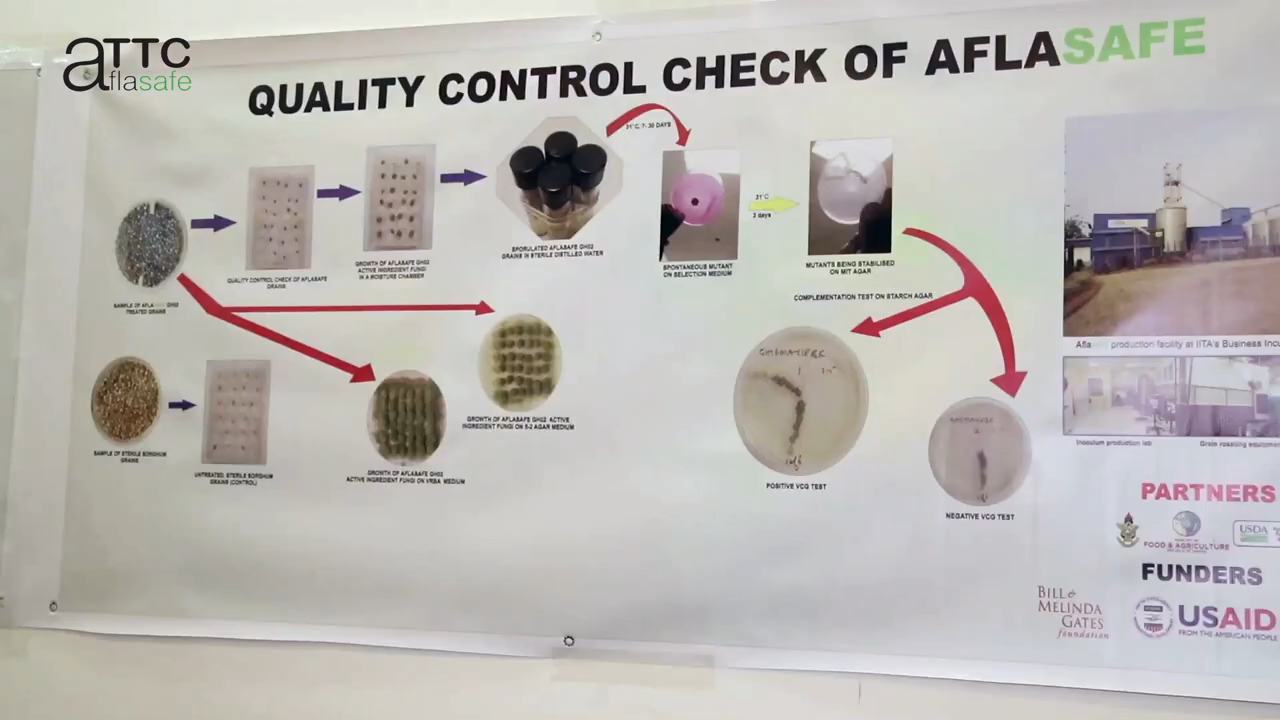 aTTC
aflasafe
QUALITY CONTROL CHECK OF AFLASAFE
31°C, 7- 30 DAYS
SAMPLE OF AFLA GH02
TREATED GRAINS
QUALITY CONTROL CHECK OF AFLASAFE
GRAINS
GROWTH OF AFLASAFE GH02
ACTIVE INGREDIENT FUNGI
IN A MOISTURE CHAMBER
SPORULATED AFLASAFE GH02
GRAINS IN STERILE DISTILLED WATER
SPONTANEOUS MUTANT
ON SELECTION MEDIUM
31°C
3 days
MUTANTS BEING STABILISED
ON MIT AGAR
COMPLEMENTATION TEST ON STARCH AGAR
SAMPLE OF STERILE SORGHUM
GRAINS
UNTREATED STERILE SORGHUM
GRAINS (CONTROL)
GROWTH OF AFLASAFE GH02
ACTIVE INGREDIENT FUNGI ON VRBA MEDIUM
GROWTH OF AFLASAFE GH02 ACTIVE
INGREDIENT FUNGI ON 5-2 AGAR MEDIUM
POSITIVE VCG TEST
NEGATIVE VCG TEST
Afla production facility at IITA's Business Incu
Inoculum production lab
Grain roasting equipme
PARTNERS
FOOD & AGRICULTURE
USDA
FUNDERS
BILL &
MELINDA
GATES
foundation
USAID
FROM THE AMERICAN PEOPLE